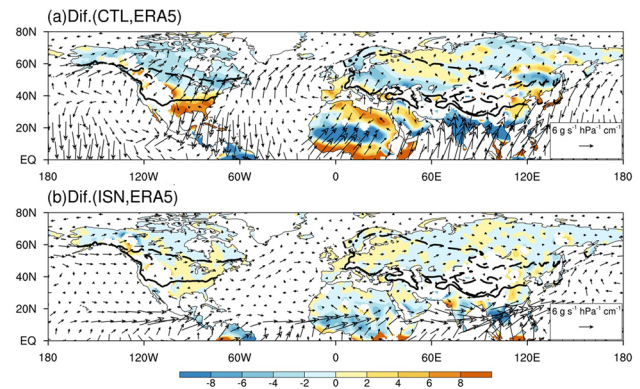 (a)Dif.(CTL,ERA5)
80N
60N
40N
20N
EQ
6 g s⁻¹ hPa⁻¹ cm⁻¹
180 120W 60W 0 60E 120E 180
(b)Dif.(ISN,ERA5)
80N
60N
40N
20N
EQ
6 g s⁻¹ hPa⁻¹ cm⁻¹
180 120W 60W 0 60E 120E 180
-8 -6 -4 -2 0 2 4 6 8